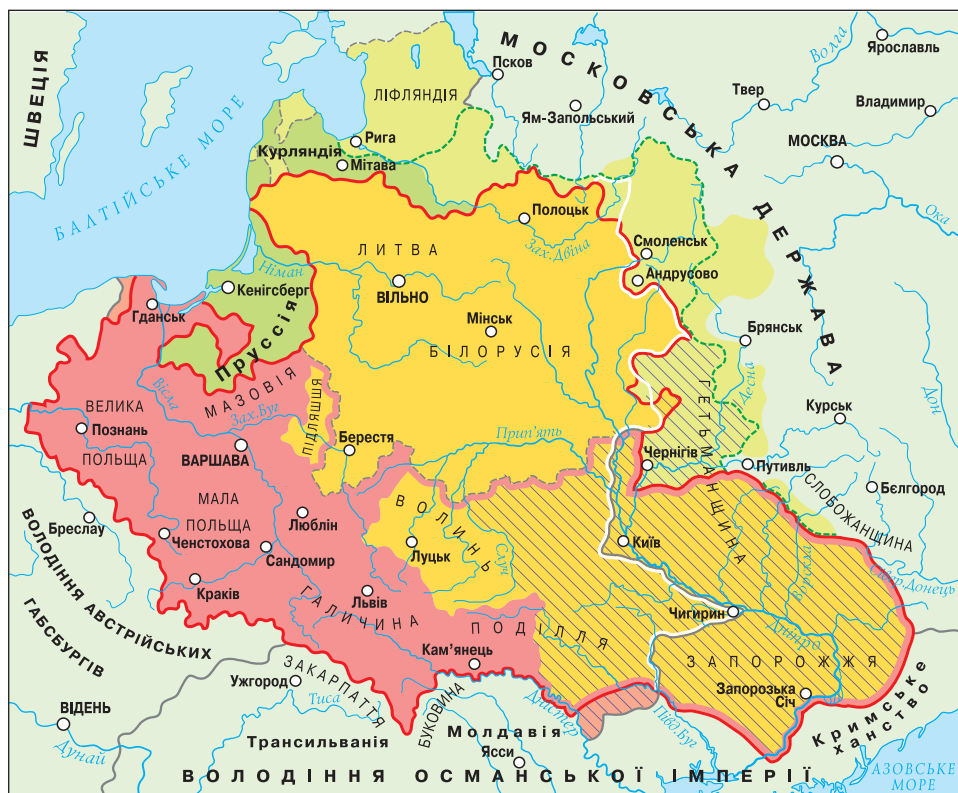 ШВЕЦІЯ
БАЛТІЙСЬКЕ МОРЕ
МОСКОВСЬКА ДЕРЖАВА
Псков
Ярославль
Волга
Твер
Владимир
Ям-Запольський
МОСКВА
ЛІФЛЯНДІЯ
Рига
Курляндія
Мітава
Ока
Полоцьк
Зах. Двіна
ЛИТВА
Смоленськ
Андрусово
Німан
ВІЛЬНО
Кенігсберг
Гданськ
Пруссія
Мінськ
БІЛОРУСІЯ
Брянськ
Десна
Дон
МАЗОВІЯ
Вісла
Зах. Буг
ВЕЛИКА
ПОЛЬЩА
Познань
ВАРШАВА
ПІДЛЯШШЯ
Берестя
Прип'ять
ГЕТЬМАНЩИНА
Курськ
Чернігів
Путивль
СЛОБОЖАНЩИНА
Бєлгород
МАЛА
ПОЛЬЩА
Люблін
ВОЛИНЬ
Бреслау
Ченстохова
Сандомир
Луцьк
Случ
Київ
Ворскла
Сівер. Донець
ВОЛОДІННЯ АВСТРІЙСЬКИХ
ГАБСБУРГІВ
Краків
Львів
ГАЛИЧИНА
ПОДІЛЛЯ
Чигирин
Дніпро
Кам'янець
ЗАПОРОЖЖЯ
Запорозька
Січ
ЗАКАРПАТТЯ
Ужгород
Тиса
БУКОВИНА
Дністер
Півд. Буг
Кримське
ханство
ВІДЕНЬ
Дунай
Трансильванія
Молдавія
Ясси
ВОЛОДІННЯ ОСМАНСЬКОЇ ІМПЕРІЇ
АЗОВСЬКЕ
МОРЕ